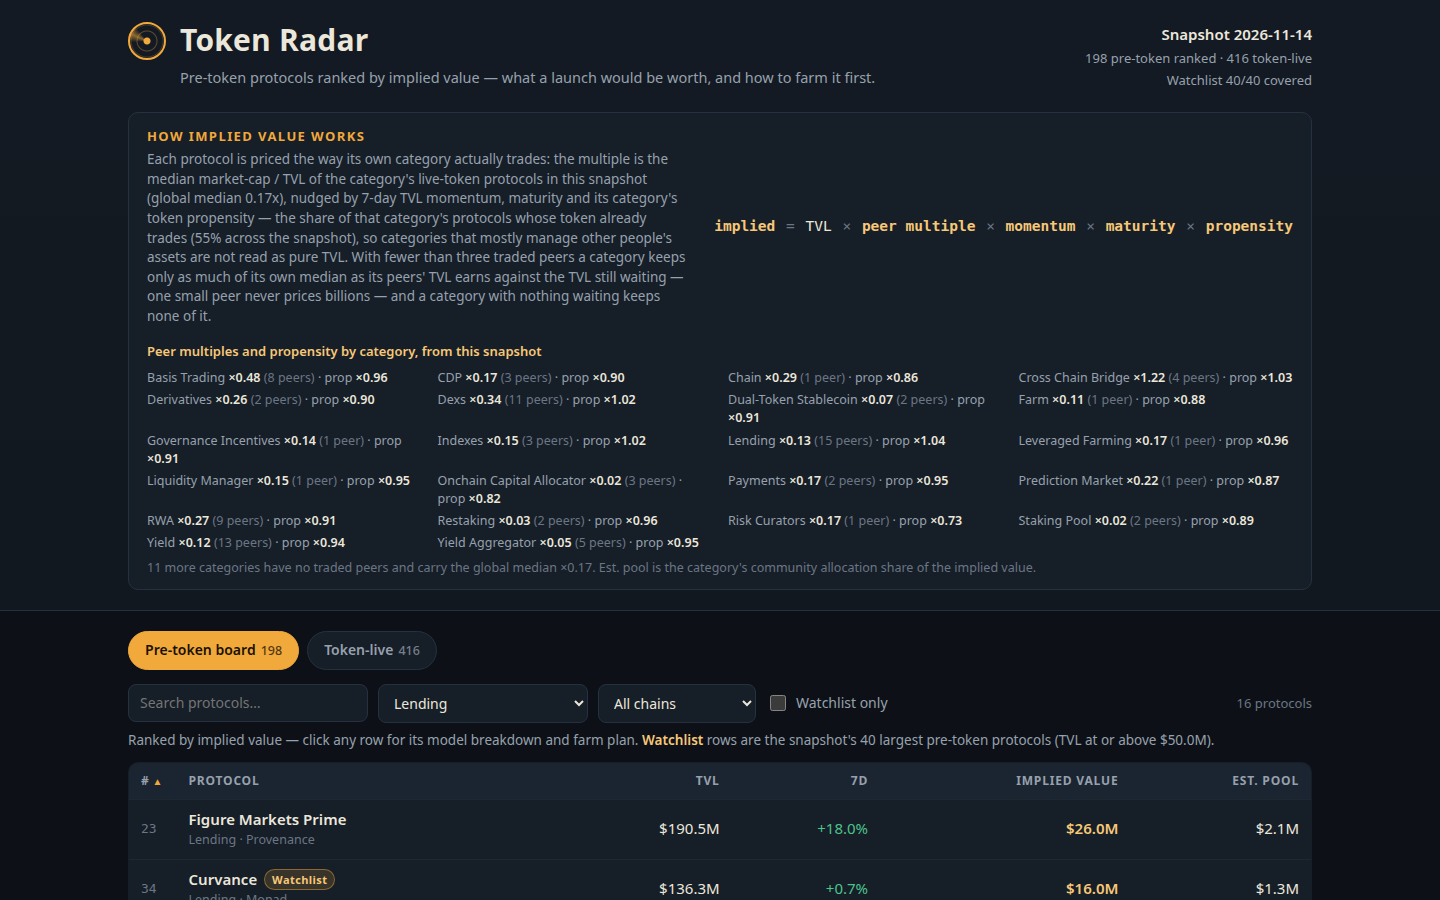 Token Radar
Pre-token protocols ranked by implied value — what a launch would be worth, and how to farm it first.
Snapshot 2026-11-14
198 pre-token ranked · 416 token-live
Watchlist 40/40 covered
HOW IMPLIED VALUE WORKS
Each protocol is priced the way its own category actually trades: the multiple is the
median market-cap / TVL of the category's live-token protocols in this snapshot
(global median 0.17x), nudged by 7-day TVL momentum, maturity and its category's
token propensity — the share of that category's protocols whose token already
trades (55% across the snapshot), so categories that mostly manage other people's
assets are not read as pure TVL. With fewer than three traded peers a category keeps
only as much of its own median as its peers' TVL earns against the TVL still waiting —
one small peer never prices billions — and a category with nothing waiting keeps
none of it.
implied = TVL × peer multiple × momentum × maturity × propensity
Peer multiples and propensity by category, from this snapshot
Basis Trading ×0.48 (8 peers) · prop ×0.96
CDP ×0.17 (3 peers) · prop ×0.90
Chain ×0.29 (1 peer) · prop ×0.86
Cross Chain Bridge ×1.22 (4 peers) · prop ×1.03
Derivatives ×0.26 (2 peers) · prop ×0.90
Dexs ×0.34 (11 peers) · prop ×1.02
Dual-Token Stablecoin ×0.07 (2 peers) · prop
×0.91
Farm ×0.11 (1 peer) · prop ×0.88
Governance Incentives ×0.14 (1 peer) · prop
×0.91
Indexes ×0.15 (3 peers) · prop ×1.02
Lending ×0.13 (15 peers) · prop ×1.04
Leveraged Farming ×0.17 (1 peer) · prop ×0.96
Liquidity Manager ×0.15 (1 peer) · prop ×0.95
Onchain Capital Allocator ×0.02 (3 peers) ·
prop ×0.82
Payments ×0.17 (2 peers) · prop ×0.95
Prediction Market ×0.22 (1 peer) · prop ×0.87
RWA ×0.27 (9 peers) · prop ×0.91
Restaking ×0.03 (2 peers) · prop ×0.96
Risk Curators ×0.17 (1 peer) · prop ×0.73
Staking Pool ×0.02 (2 peers) · prop ×0.89
Yield ×0.12 (13 peers) · prop ×0.94
Yield Aggregator ×0.05 (5 peers) · prop ×0.95
11 more categories have no traded peers and carry the global median ×0.17. Est. pool is the category's community allocation share of the implied value.
Pre-token board 198
Token-live 416
Search protocols...
Lending
All chains
Watchlist only
16 protocols
Ranked by implied value — click any row for its model breakdown and farm plan. Watchlist rows are the snapshot's 40 largest pre-token protocols (TVL at or above $50.0M).
# ▲ PROTOCOL TVL 7D IMPLIED VALUE EST. POOL
23 Figure Markets Prime $190.5M +18.0% $26.0M $2.1M
Lending · Provenance
34 Curvance Watchlist $136.3M +0.7% $16.0M $1.3M
Lending · Monad